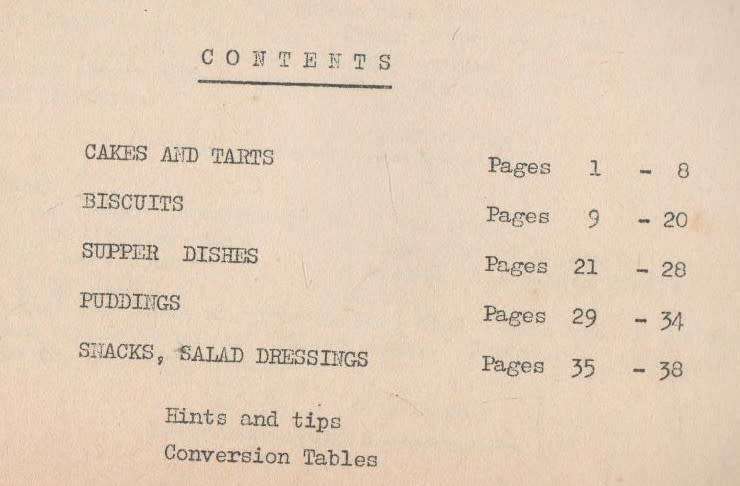 CONTENTS
CAKES AND TARTS Pages 1 - 8
BISCUITS Pages 9 - 20
SUPPER DISHES Pages 21 - 28
PUDDINGS Pages 29 - 34
SNACKS, SALAD DRESSINGS Pages 35 - 38
Hints and tips
Conversion Tables